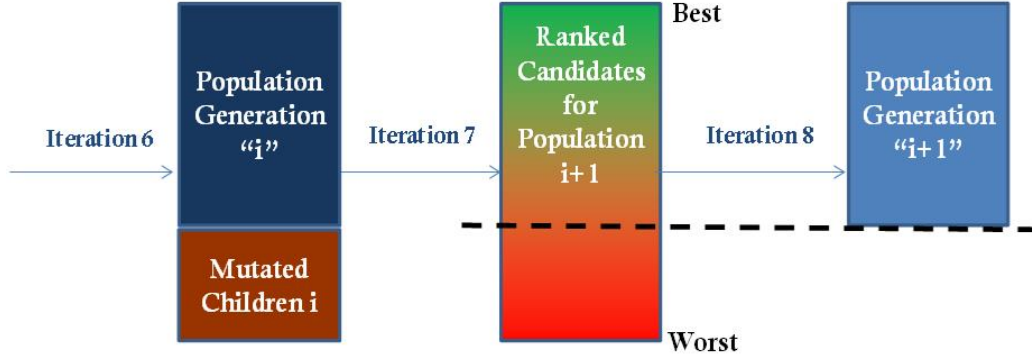 Iteration 6
Population
Generation
“i”
Mutated
Children i
Iteration 7
Best
Ranked
Candidates
for
Population
i+1
Worst
Iteration 8
Population
Generation
“i+1”